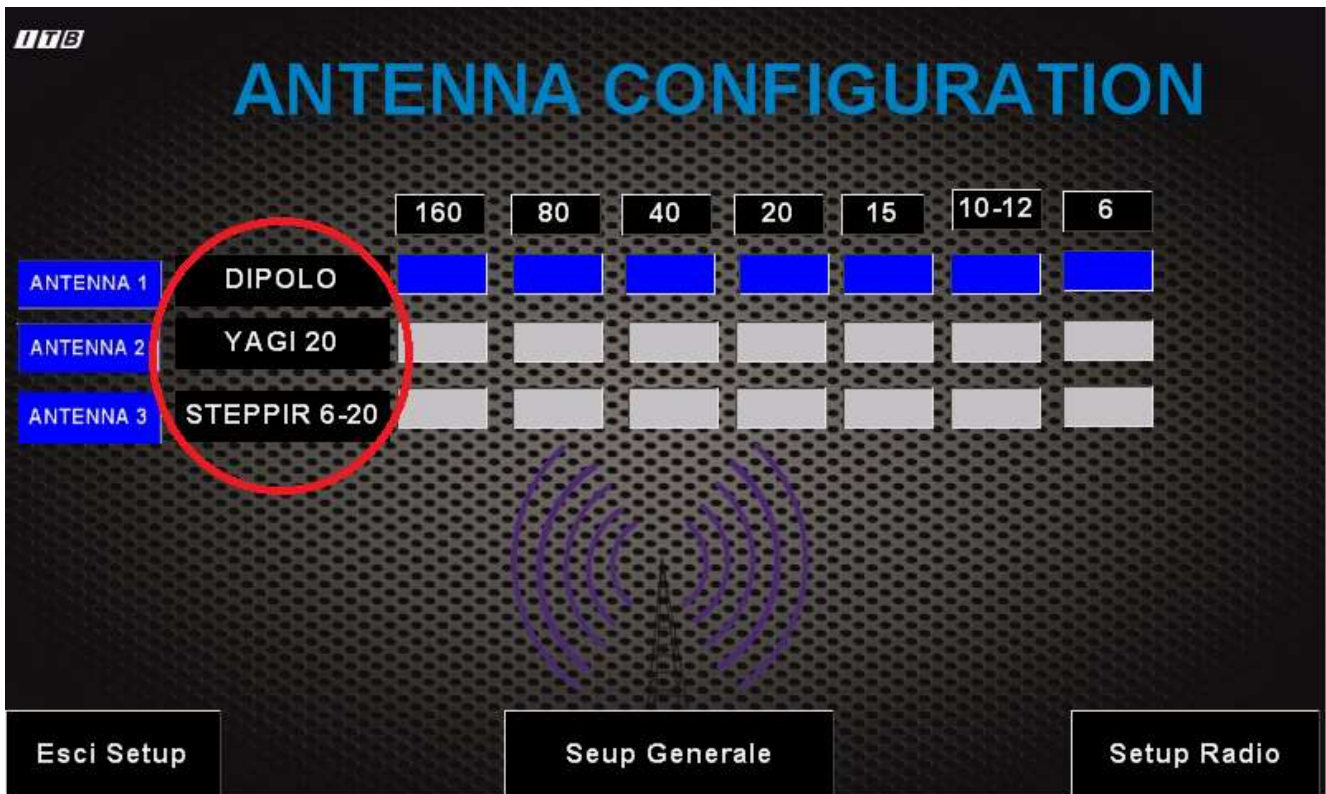 ITB
ANTENNA CONFIGURATION
160 80 40 20 15 10-12 6
ANTENNA 1 DIPOLO
ANTENNA 2 YAGI 20
ANTENNA 3 STEPPIR 6-20
Esci Setup Seup Generale Setup Radio